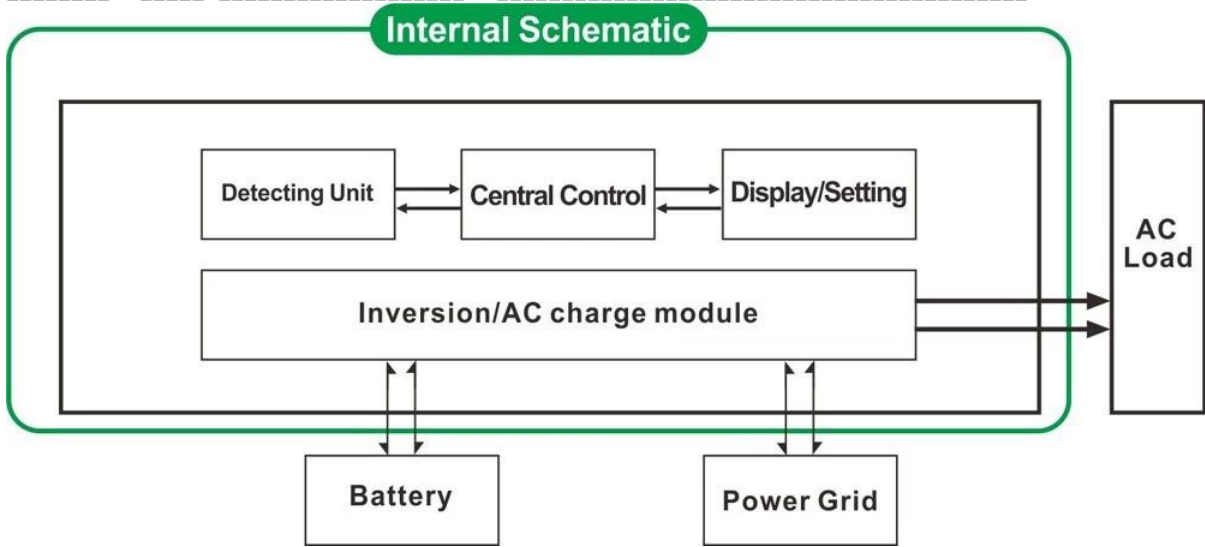 Internal Schematic
Detecting Unit
Central Control
Display/Setting
AC
Load
Inversion/AC charge module
Battery
Power Grid